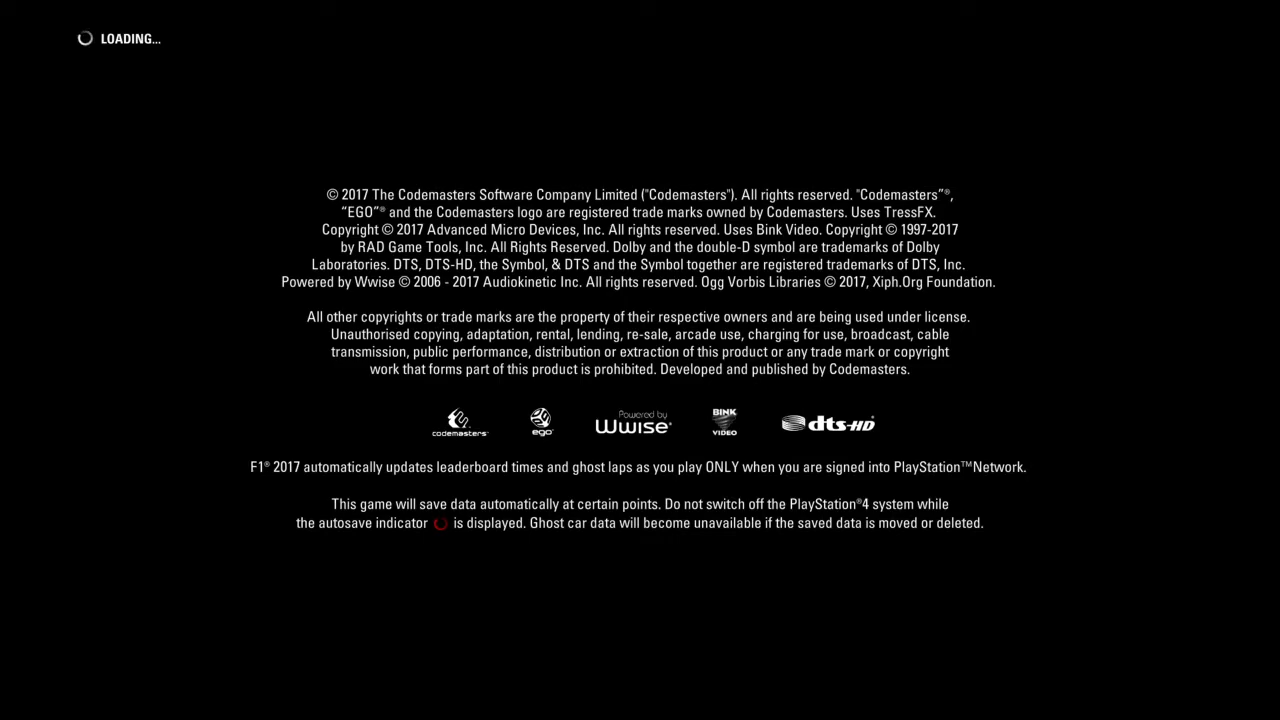 LOADING...
© 2017 The Codemasters Software Company Limited ("Codemasters"). All rights reserved. "Codemasters”®,
“EGO”® and the Codemasters logo are registered trade marks owned by Codemasters. Uses TressFX.
Copyright © 2017 Advanced Micro Devices, Inc. All rights reserved. Uses Bink Video. Copyright © 1997-2017
by RAD Game Tools, Inc. All Rights Reserved. Dolby and the double-D symbol are trademarks of Dolby
Laboratories. DTS, DTS-HD, the Symbol, & DTS and the Symbol together are registered trademarks of DTS, Inc.
Powered by Wwise © 2006 - 2017 Audiokinetic Inc. All rights reserved. Ogg Vorbis Libraries © 2017, Xiph.Org Foundation.
All other copyrights or trade marks are the property of their respective owners and are being used under license.
Unauthorised copying, adaptation, rental, lending, re-sale, arcade use, charging for use, broadcast, cable
transmission, public performance, distribution or extraction of this product or any trade mark or copyright
work that forms part of this product is prohibited. Developed and published by Codemasters.
codemasters
ego
Powered by
Wwise®
BINK
VIDEO
dts-HD®
F1® 2017 automatically updates leaderboard times and ghost laps as you play ONLY when you are signed into PlayStation™Network.
This game will save data automatically at certain points. Do not switch off the PlayStation®4 system while
the autosave indicator is displayed. Ghost car data will become unavailable if the saved data is moved or deleted.